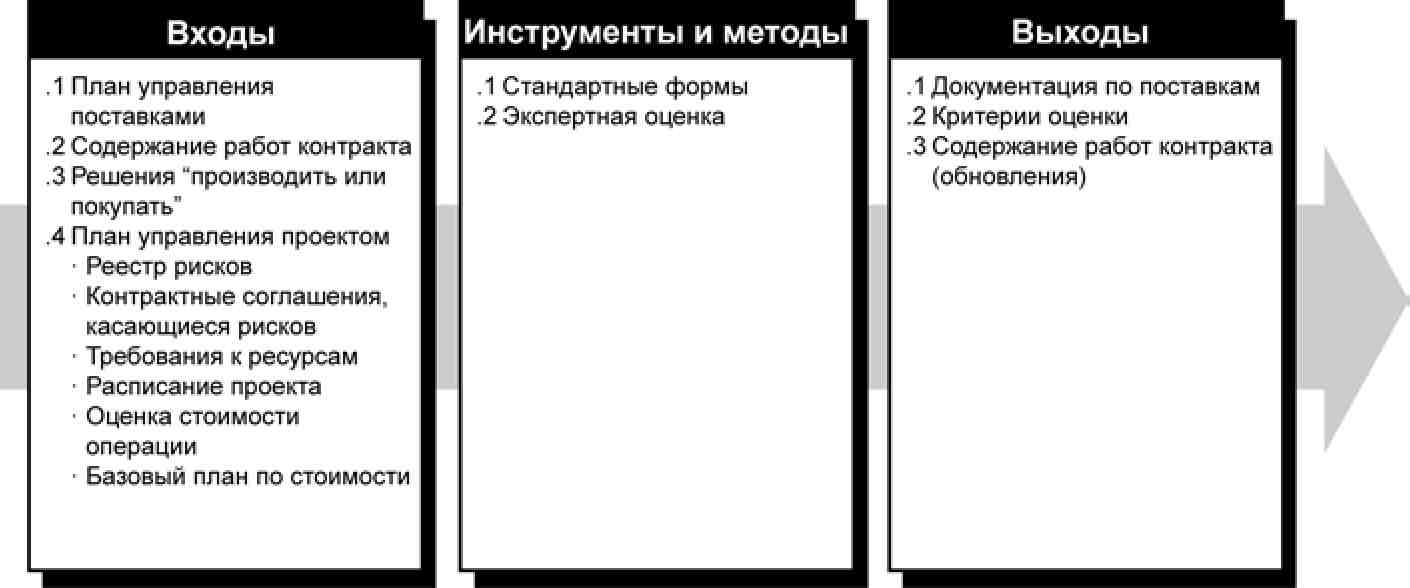 Входы
.1 План управления
поставками
.2 Содержание работ контракта
.3 Решения “производить или
покупать”
.4 План управления проектом
· Реестр рисков
· Контрактные соглашения,
касающиеся рисков
· Требования к ресурсам
· Расписание проекта
· Оценка стоимости
операции
· Базовый план по стоимости
Инструменты и методы
.1 Стандартные формы
.2 Экспертная оценка
Выходы
.1 Документация по поставкам
.2 Критерии оценки
.3 Содержание работ контракта
(обновления)